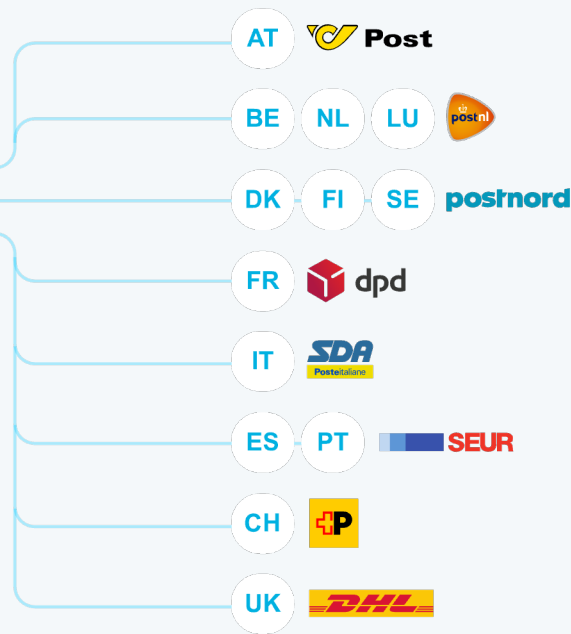 AT Post
BE NL LU postnl
DK FI SE postnord
FR dpd
IT SDA
Posteitaliane
ES PT SEUR
CH P
UK DHL